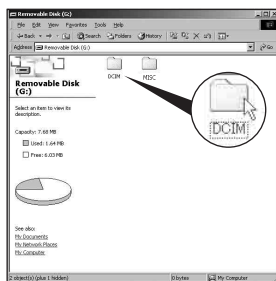 Removable Disk (G:)
File Edit View Favorites Tools Help
Back Search Folders History
Address Removable Disk (G:) Go
Removable Disk (G:)
DCIM MISC
Select an item to view its description.
DCIM
Capacity: 7.68 MB
Used: 1.64 MB
Free: 6.03 MB
See also:
My Documents
My Network Places
My Computer
2 object(s) (plus 1 hidden) 0 bytes My Computer